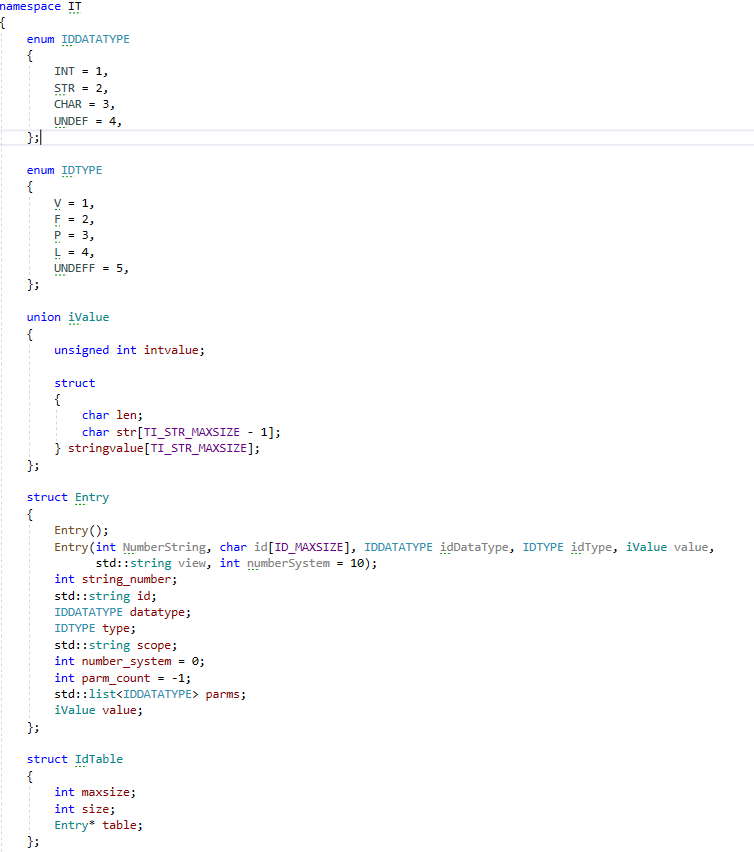 namespace IT
{
enum IDDATATYPE
{
INT = 1,
STR = 2,
CHAR = 3,
UNDEF = 4,
};
enum IDTYPE
{
V = 1,
F = 2,
P = 3,
L = 4,
UNDEFF = 5,
};
union iValue
{
unsigned int intvalue;
struct
{
char len;
char str[TI_STR_MAXSIZE - 1];
} stringvalue[TI_STR_MAXSIZE];
};
struct Entry
{
Entry();
Entry(int NumberString, char id[ID_MAXSIZE], IDDATATYPE idDataType, IDTYPE idType, iValue value,
std::string view, int numberSystem = 10);
int string_number;
std::string id;
IDDATATYPE datatype;
IDTYPE type;
std::string scope;
int number_system = 0;
int parm_count = -1;
std::list<IDDATATYPE> parms;
iValue value;
};
struct IdTable
{
int maxsize;
int size;
Entry* table;
};